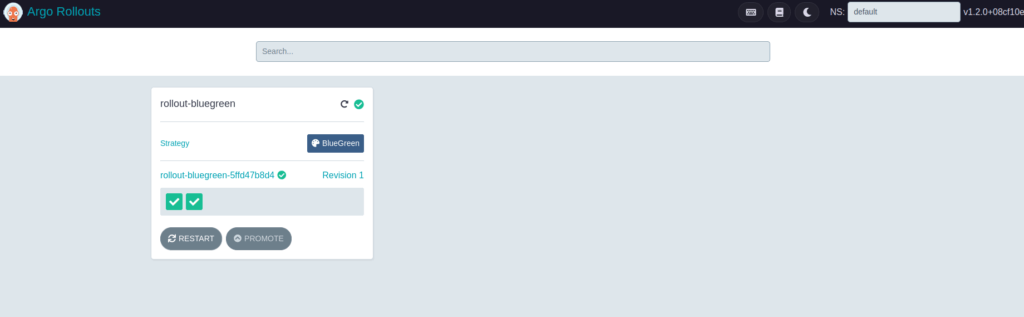 Argo Rollouts
NS: default v1.2.0+08cf10e
Search...
rollout-bluegreen
Strategy BlueGreen
rollout-bluegreen-5ffd47b8d4 Revision 1
RESTART PROMOTE